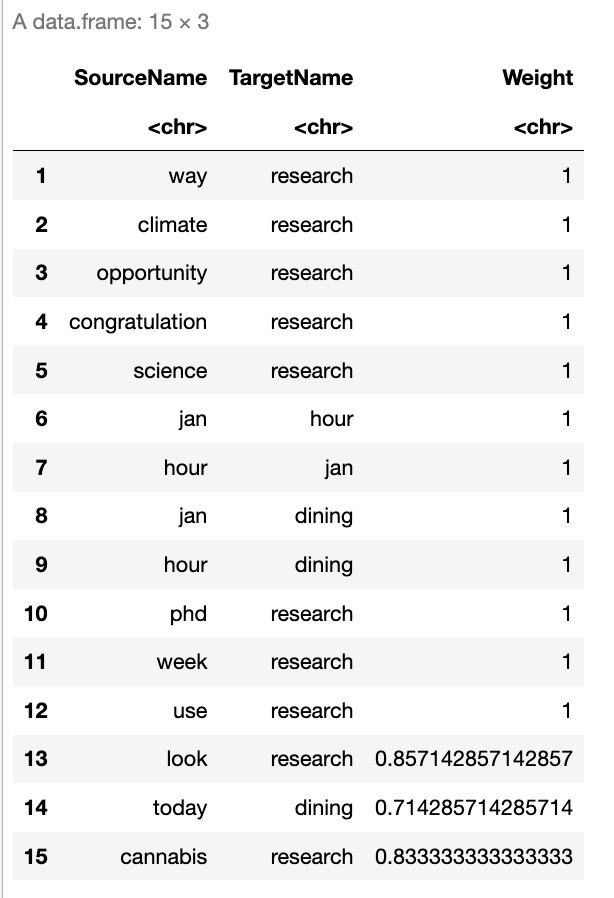 A data.frame: 15 × 3
SourceName TargetName Weight
<chr> <chr> <chr>
1 way research 1
2 climate research 1
3 opportunity research 1
4 congratulation research 1
5 science research 1
6 jan hour 1
7 hour jan 1
8 jan dining 1
9 hour dining 1
10 phd research 1
11 week research 1
12 use research 1
13 look research 0.857142857142857
14 today dining 0.714285714285714
15 cannabis research 0.833333333333333